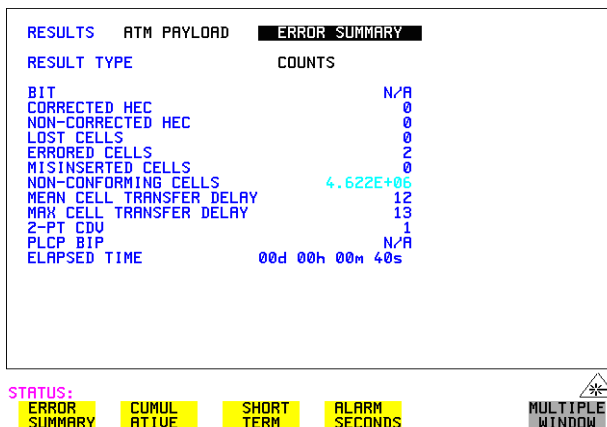 RESULTS ATM PAYLOAD ERROR SUMMARY
RESULT TYPE COUNTS
BIT N/A
CORRECTED HEC 0
NON-CORRECTED HEC 0
LOST CELLS 0
ERRORED CELLS 2
MISINSERTED CELLS 0
NON-CONFORMING CELLS 4.622E+06
MEAN CELL TRANSFER DELAY 12
MAX CELL TRANSFER DELAY 13
2-PT CDV 1
PLCP BIP N/A
ELAPSED TIME 00d 00h 00m 40s
STATUS:
ERROR CUMUL SHORT ALARM MULTIPLE
SUMMARY ATIVE TERM SECONDS WINDOW